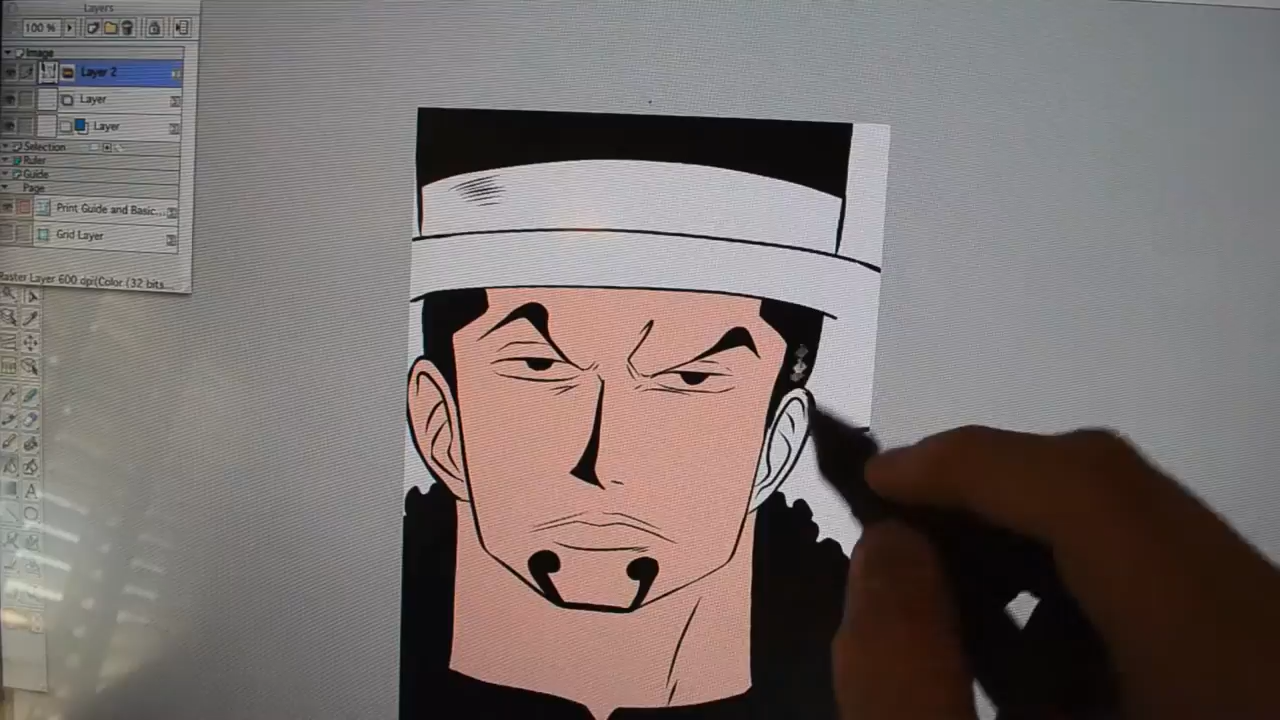 Layers
100 %
Image
Layer 2
Layer
Layer
Selection
Ruler
Guide
Page
Print Guide and Basic...
Grid Layer
Raster Layer 600 dpi(Color (32 bits...
A